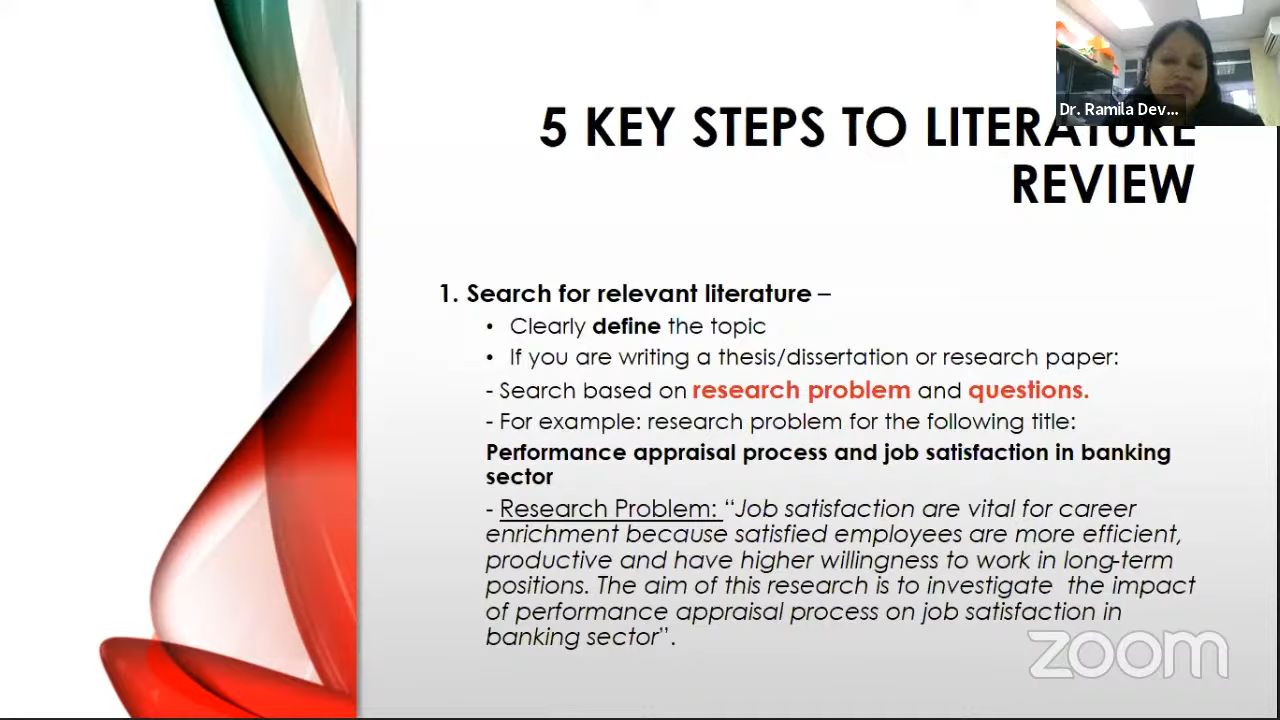 Dr. Ramila Dev...
5 KEY STEPS TO LITERATURE
REVIEW
1. Search for relevant literature –
• Clearly define the topic
• If you are writing a thesis/dissertation or research paper:
- Search based on research problem and questions.
- For example: research problem for the following title:
Performance appraisal process and job satisfaction in banking
sector
- Research Problem: “Job satisfaction are vital for career
enrichment because satisfied employees are more efficient,
productive and have higher willingness to work in long-term
positions. The aim of this research is to investigate the impact
of performance appraisal process on job satisfaction in
banking sector”.
zoom